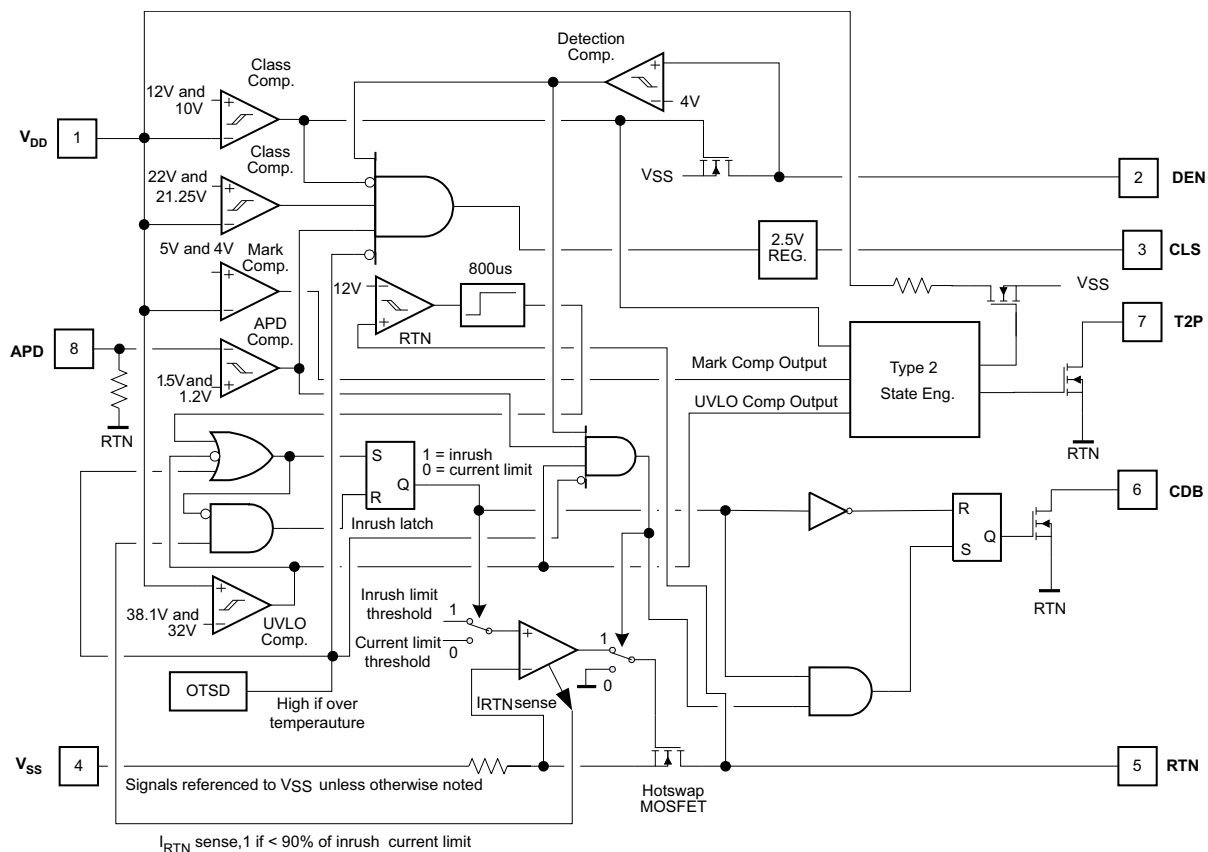 Detection
Comp.
Class
Comp.
12V and
10V
+
−
+
−
4V
VDD
1
Class
Comp.
22V and
21.25V
+
−
VSS
2
DEN
5V and 4V
Mark
Comp.
+
−
12V
−
+
RTN
800us
2.5V
REG.
3
CLS
VSS
7
T2P
APD
8
APD
Comp.
−
+
1.5V and
1.2V
RTN
Mark Comp Output
UVLO Comp Output
Type 2
State Eng.
RTN
S
R
Q
1 = inrush
0 = current limit
Inrush latch
R
S
Q
6
CDB
RTN
+
−
38.1V and
32V
UVLO
Comp.
Inrush limit
threshold
1
Current limit
threshold
0
+
−
1
0
OTSD
High if over
temperauture
IRTN sense
VSS
4
Signals referenced to VSS unless otherwise noted
Hotswap
MOSFET
5
RTN
IRTN sense,1 if < 90% of inrush current limit